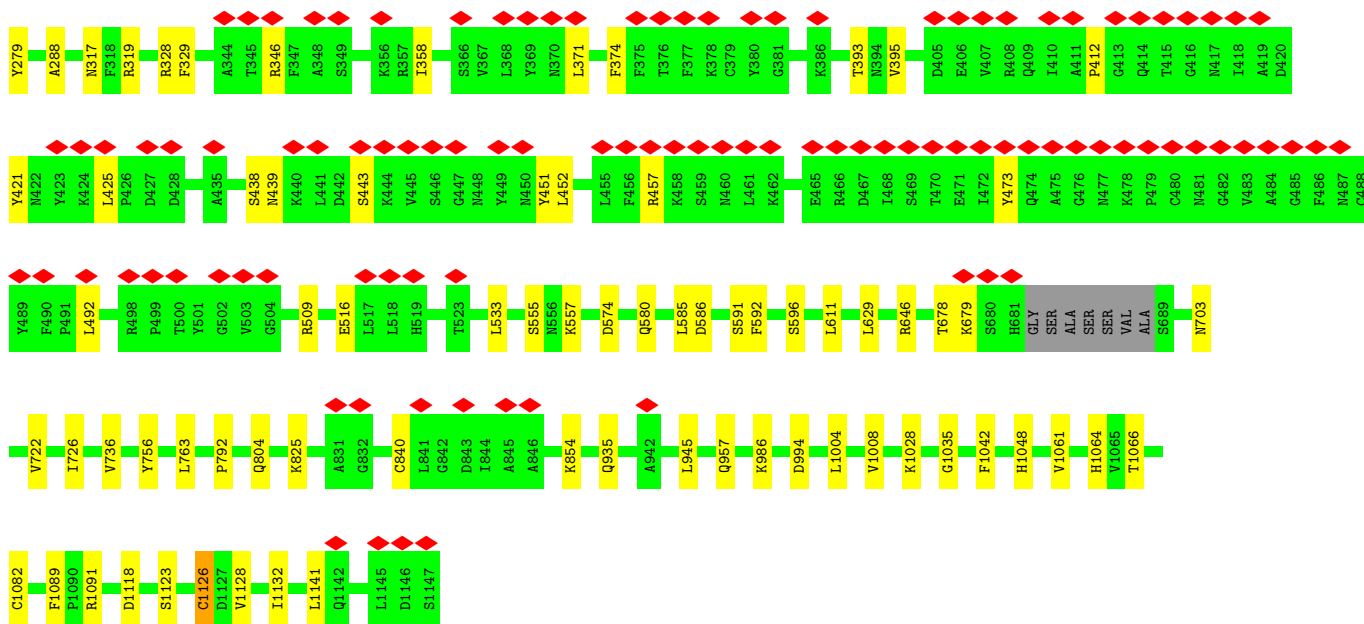 Y279 A288 N317 F318 R319 R328 F329 A344 T345 R346 F347 A348 S349 K356 R357 I358 S366 V367 L368 Y369 N370 L371 F374 F375 T376 F377 K378 C379 Y380 G381 K386 T393 N394 V395 D405 E406 V407 R408 Q409 I410 A411 P412 G413 Q414 T415 G416 N417 I418 A419 D420
Y421 N422 Y423 K424 L425 P426 D427 D428 A435 S438 N439 K440 L441 D442 S443 K444 V445 S446 G447 N448 Y449 N450 Y451 L452 L455 F456 R457 K458 S459 N460 L461 K462 E465 R466 D467 I468 S469 T470 E471 I472 Y473 Q474 A475 G476 N477 K478 P479 C480 N481 G482 V483 A484 G485 F486 N487 C488
Y489 F490 P491 L492 R498 P499 T500 Y501 G502 V503 G504 R509 E516 L517 L518 H519 T523 L533 S555 N556 K557 D574 Q580 L585 D586 S591 F592 S596 L611 L629 R646 T678 K679 S680 H681 GLY SER ALA SER SER VAL ALA S689 N703
V722 I726 V736 Y756 L763 P792 Q804 K825 A831 G832 C840 L841 G842 D843 I844 A845 A846 K854 Q935 A942 L945 Q957 K986 D994 L1004 V1008 K1028 G1035 F1042 H1048 V1061 H1064 V1065 T1066
C1082 F1089 P1090 R1091 D1118 S1123 C1126 D1127 V1128 I1132 L1141 Q1142 L1145 D1146 S1147